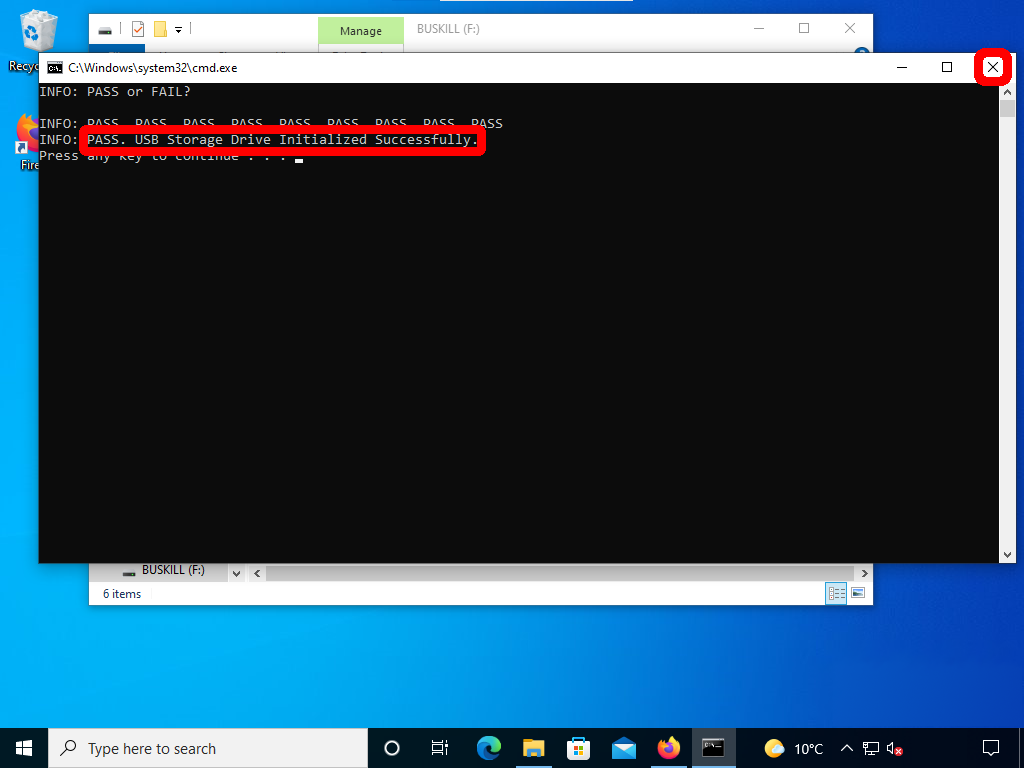 Manage
BUSKILL (F:)
C:\Windows\system32\cmd.exe
INFO: PASS or FAIL?
INFO: PASS PASS PASS PASS PASS PASS PASS PASS PASS
INFO: PASS. USB Storage Drive Initialized Successfully.
Press any key to continue . . .
BUSKILL (F:)
6 items
Type here to search
10°C